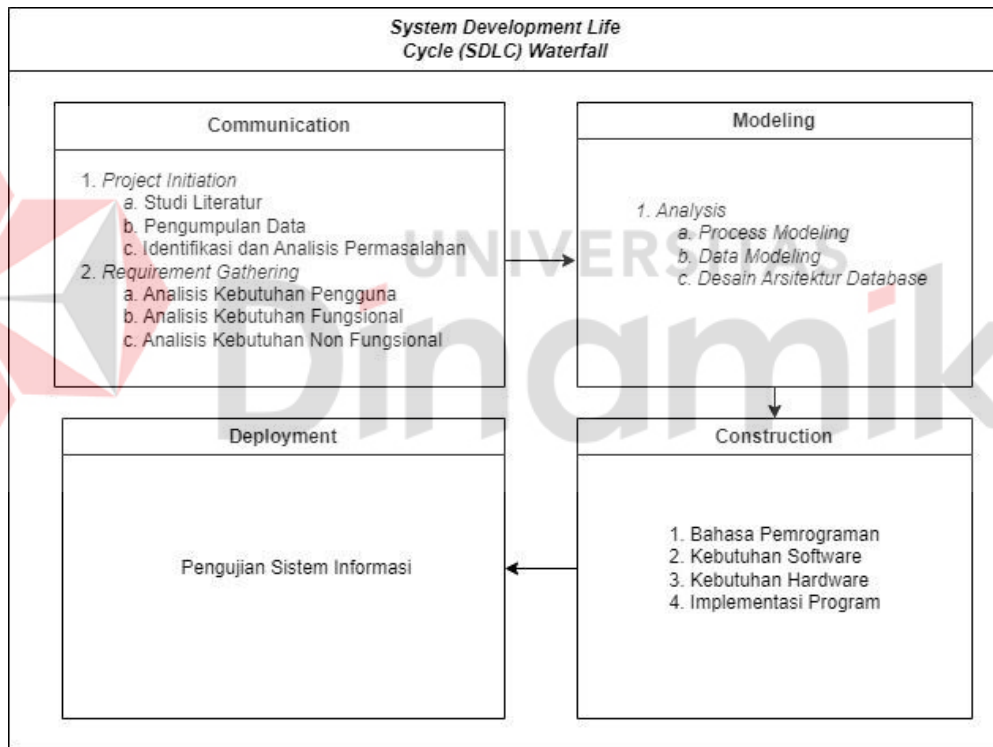 System Development Life
Cycle (SDLC) Waterfall
Communication
1. Project Initiation
a. Studi Literatur
b. Pengumpulan Data
c. Identifikasi dan Analisis Permasalahan
2. Requirement Gathering
a. Analisis Kebutuhan Pengguna
b. Analisis Kebutuhan Fungsional
c. Analisis Kebutuhan Non Fungsional
Modeling
1. Analysis
a. Process Modeling
b. Data Modeling
c. Desain Arsitektur Database
Construction
1. Bahasa Pemrograman
2. Kebutuhan Software
3. Kebutuhan Hardware
4. Implementasi Program
Deployment
Pengujian Sistem Informasi
UNIVERSITAS
Dinamik